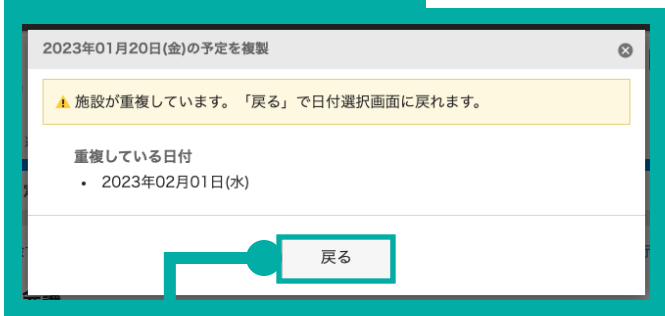 2023年01月20日(金)の予定を複製
施設が重複しています。「戻る」で日付選択画面に戻れます。
重複している日付
• 2023年02月01日(水)
戻る